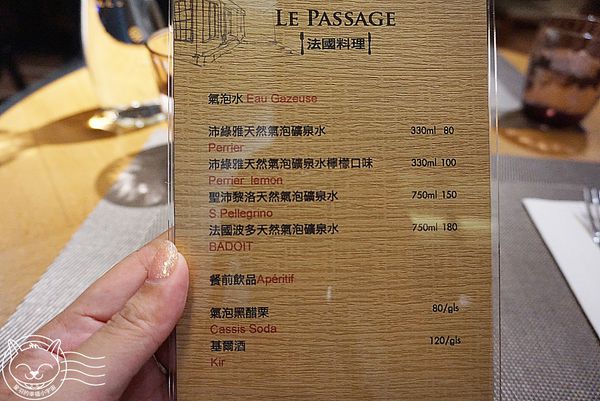 LE PASSAGE
【法國料理】
氣泡水 Eau Gazeuse
沛綠雅天然氣泡礦泉水 330ml 80
Perrier
沛綠雅天然氣泡礦泉水檸檬口味 330ml 100
Perrier lemon
聖沛黎洛天然氣泡礦泉水 750ml 150
S.Pellegrino
法國波多天然氣泡礦泉水 750ml 180
BADOIT
餐前飲品Apéritif
氣泡黑醋栗 80/gls
Cassis Soda
基爾酒 120/gls
Kir